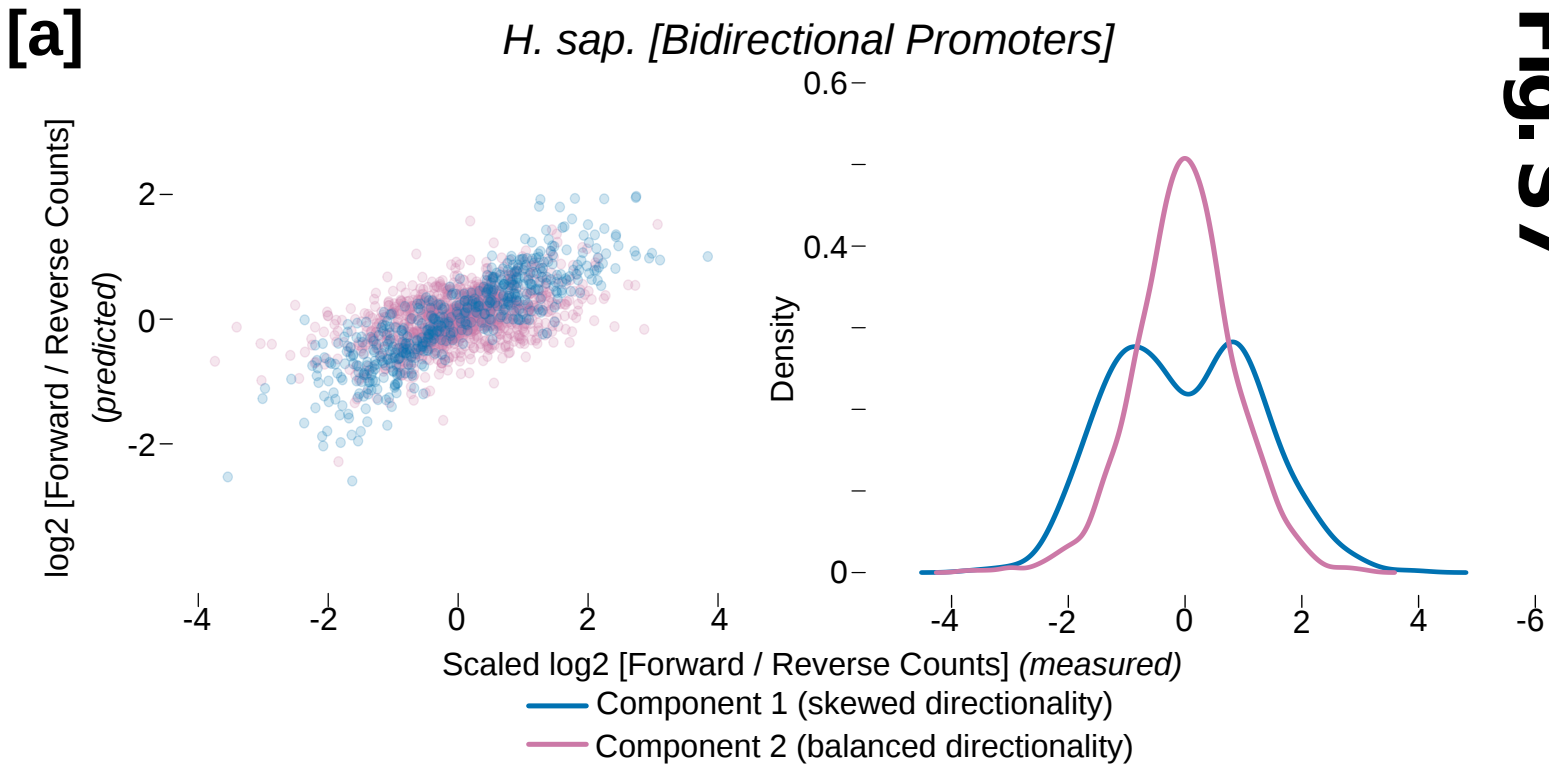 [a]
H. sap. [Bidirectional Promoters]
Fig. S7
log2 [Forward / Reverse Counts]
(predicted)
2
0
-2
-4
-2
0
2
4
Density
0.6
0.4
0
-4
-2
0
2
4
-6
Scaled log2 [Forward / Reverse Counts] (measured)
Component 1 (skewed directionality)
Component 2 (balanced directionality)